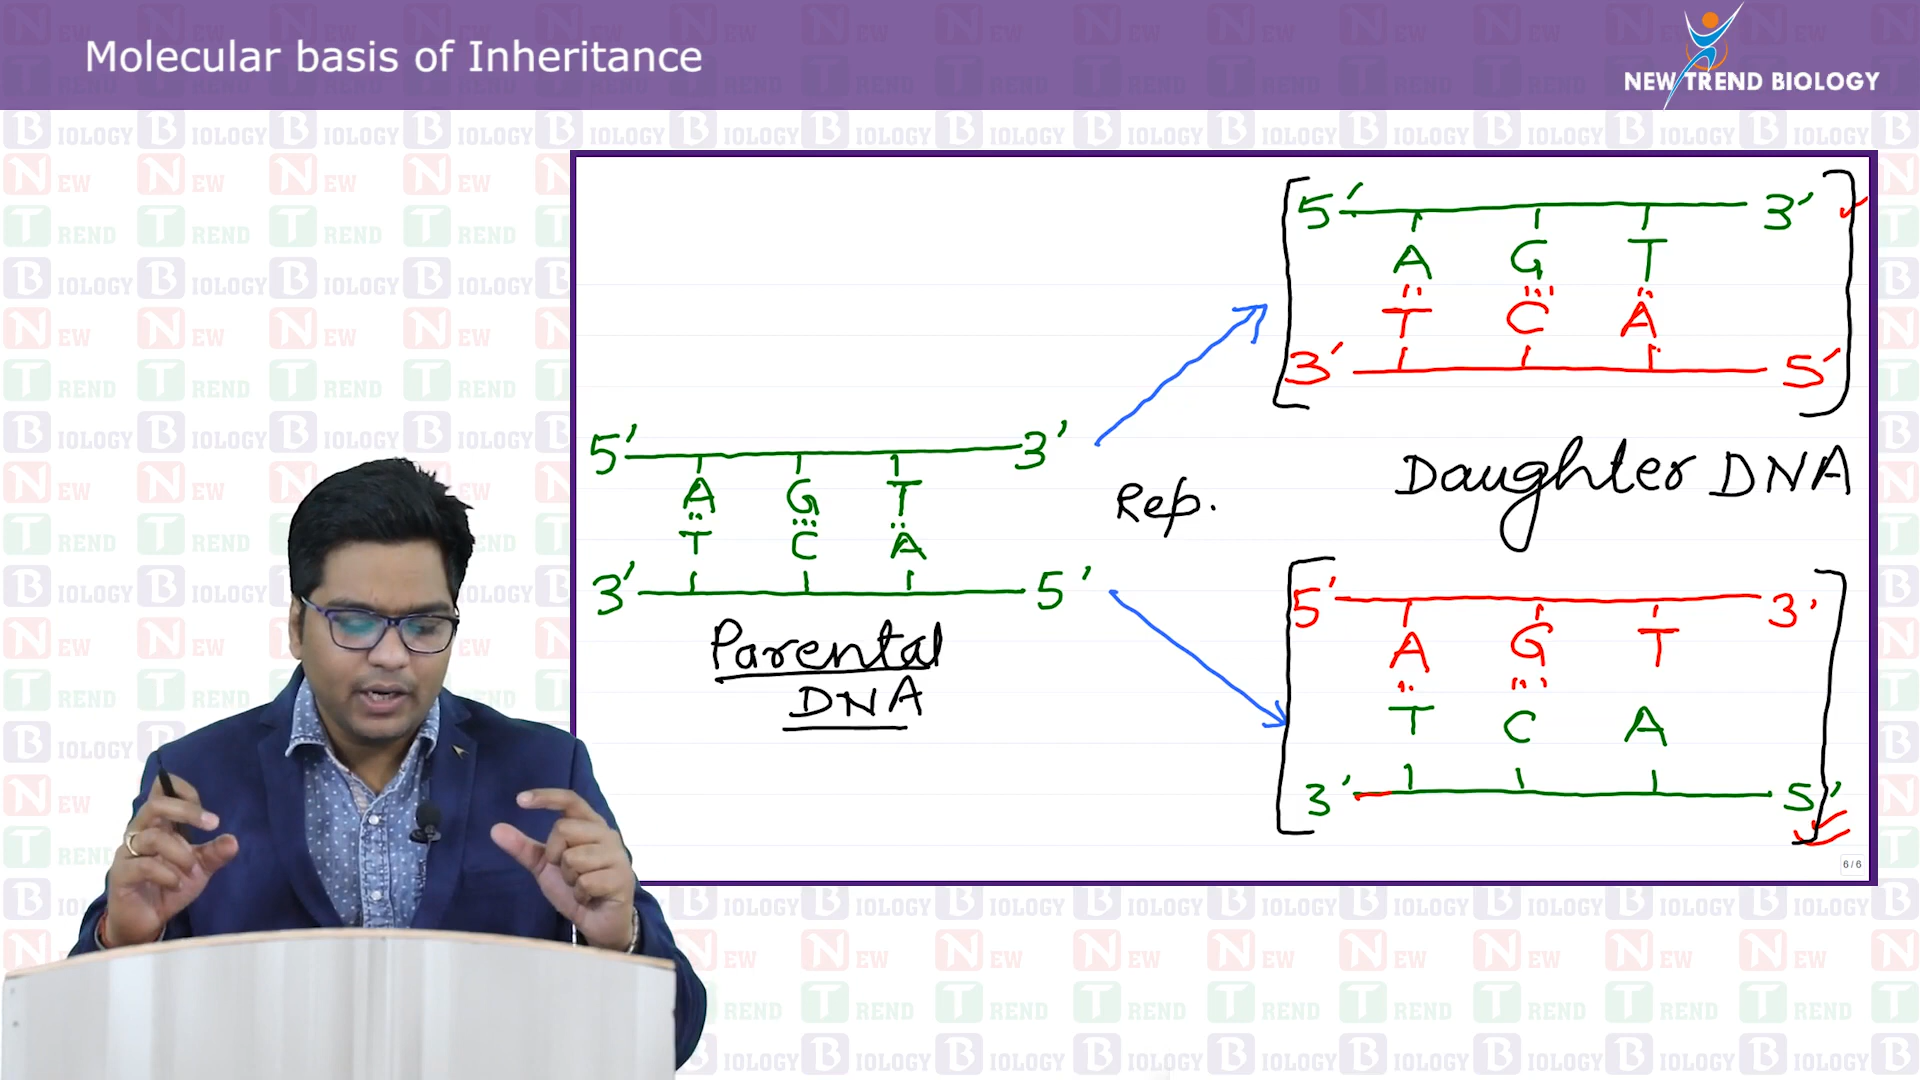 Molecular basis of Inheritance
NEW TREND BIOLOGY
5' 3'
A G T
T C A
3' 5'
Parental
DNA
Rep.
5' 3'
A G T
T C A
3' 5'
Daughter DNA
5' 3'
A G T
T C A
3' 5'
6/6